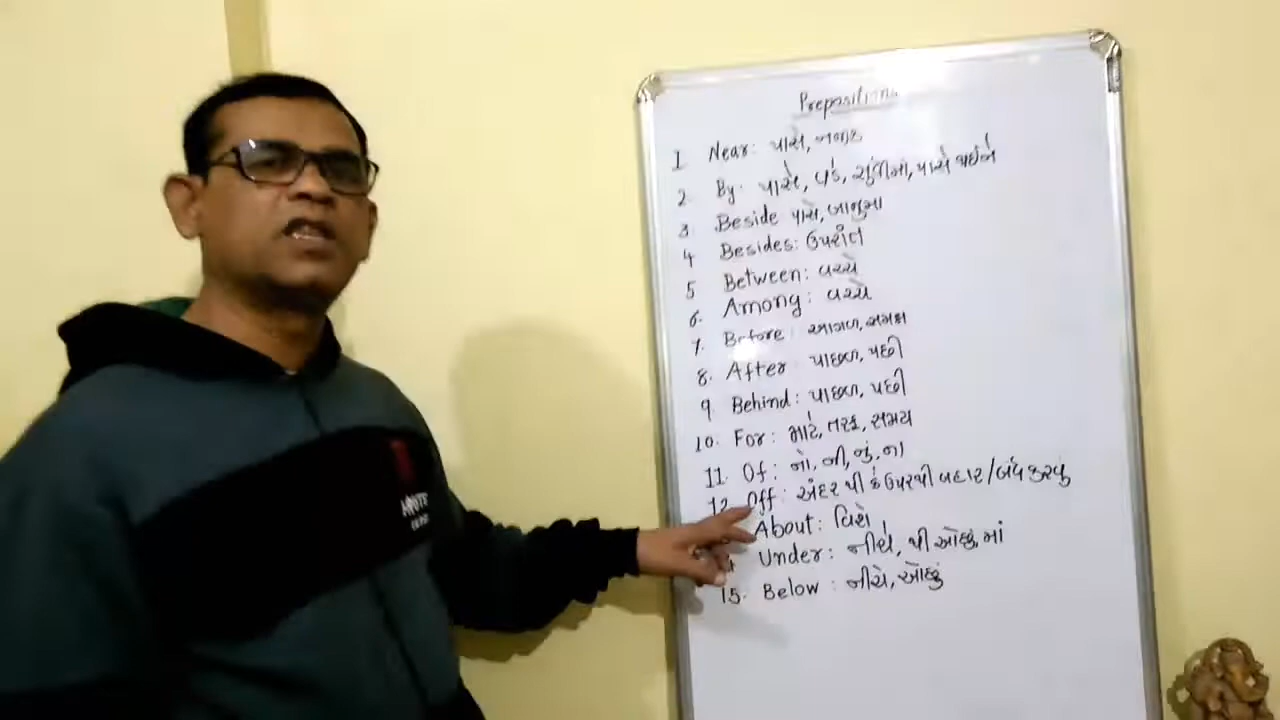 Prepositions
1 Near: પાસે, નજીક
2 By: પાસે, વડે, સુધીમાં, પાસે થઈને
3 Beside પાસે, બાજુમાં
4 Besides: ઉપરાંત
5 Between: વચ્ચે
6. Among: વચ્ચે
7. Before: આગળ, સમક્ષ
8. After: પાછળ, પછી
9 Behind: પાછળ, પછી
10. For: માટે, તરફ, સમય
11. Of: નો, ની, નું, ના
12 Off: અંદર થી કે ઉપરથી બહાર/બંધ કરવું
About: વિશે
Under: નીચે, થી ઓછું, માં
15. Below: નીચે, ઓછું